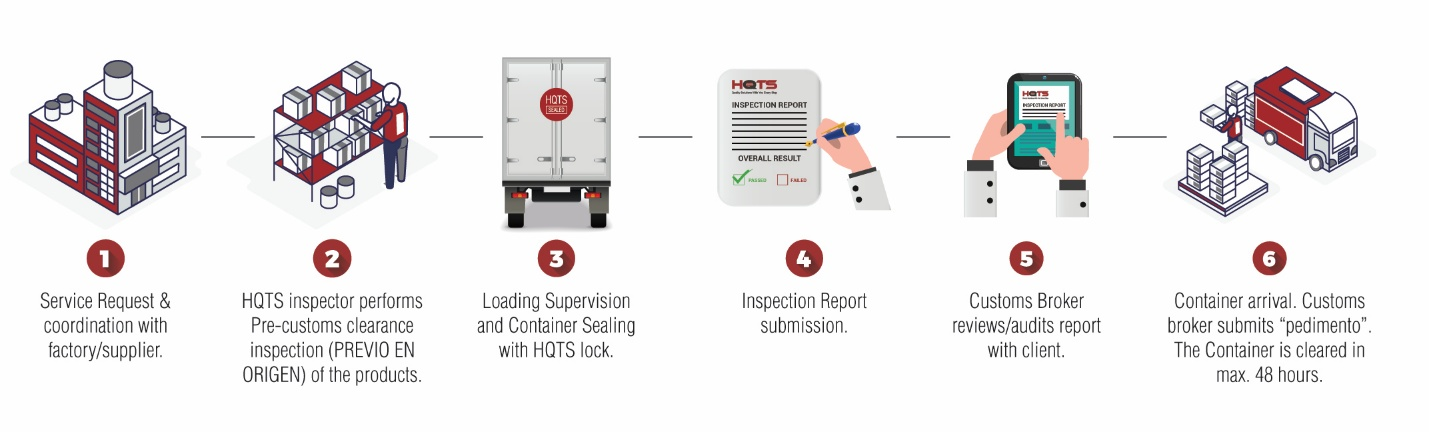 HQTS
SEALED
HQTS
INSPECTION REPORT
OVERALL RESULT
PASSED
FAILED
HQTS
INSPECTION REPORT
1
Service Request &
coordination with
factory/supplier.
2
HQTS inspector performs
Pre-customs clearance
inspection (PREVIO EN
ORIGEN) of the products.
3
Loading Supervision
and Container Sealing
with HQTS lock.
4
Inspection Report
submission.
5
Customs Broker
reviews/audits report
with client.
6
Container arrival. Customs
broker submits “pedimento”.
The Container is cleared in
max. 48 hours.